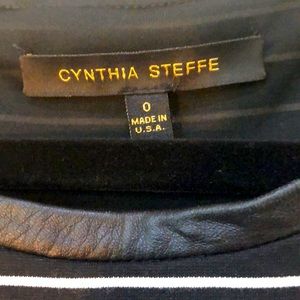 CYNTHIA STEFFE
0
MADE IN
U.S.A.